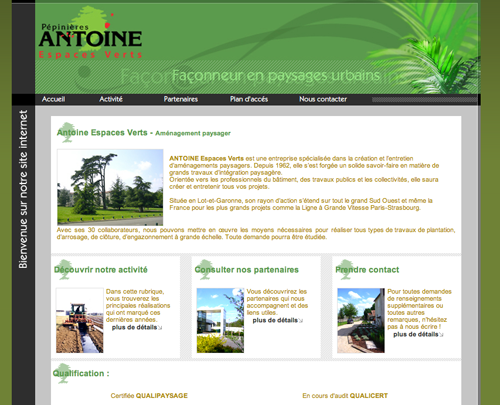 Pépinières
ANTOINE
Espaces Verts
Façonneur en paysages urbains
Accueil Activité Partenaires Plan d'accés Nous contacter
Bienvenue sur notre site internet
Antoine Espaces Verts - Aménagement paysager
ANTOINE Espaces Verts est une entreprise spécialisée dans la création et l'entretien
d'aménagements paysagers. Depuis 1962, elle s'est forgée un solide savoir-faire en matière de
grands travaux d'intégration paysagère.
Orientée vers les professionnels du bâtiment, des travaux publics et les collectivités, elle saura
créer et entretenir tous vos projets.
Située en Lot-et-Garonne, son rayon d'action s'étend sur tout le grand Sud Ouest et même la
France pour les plus grands projets comme la Ligne à Grande Vitesse Paris-Strasbourg.
Avec ses 30 collaborateurs, nous pouvons mettre en œuvre les moyens nécessaires pour réaliser tous types de travaux de plantation,
d'arrosage, de clôture, d'engazonnement à grande échelle. Toute demande pourra être étudiée.
Découvrir notre activité
Dans cette rubrique,
vous trouverez les
principales réalisations
qui ont marqué ces
dernières années.
plus de détails
Consulter nos partenaires
Vous découvrirez les
partenaires qui nous
accompagnent et des
liens utiles.
plus de détails
Prendre contact
Pour toutes demandes
de renseignements
supplémentaires ou
toutes autres
remarques, n'hésitez
pas à nous écrire !
plus de détails
Qualification :
Certifiée QUALIPAYSAGE En cours d'audit QUALICERT